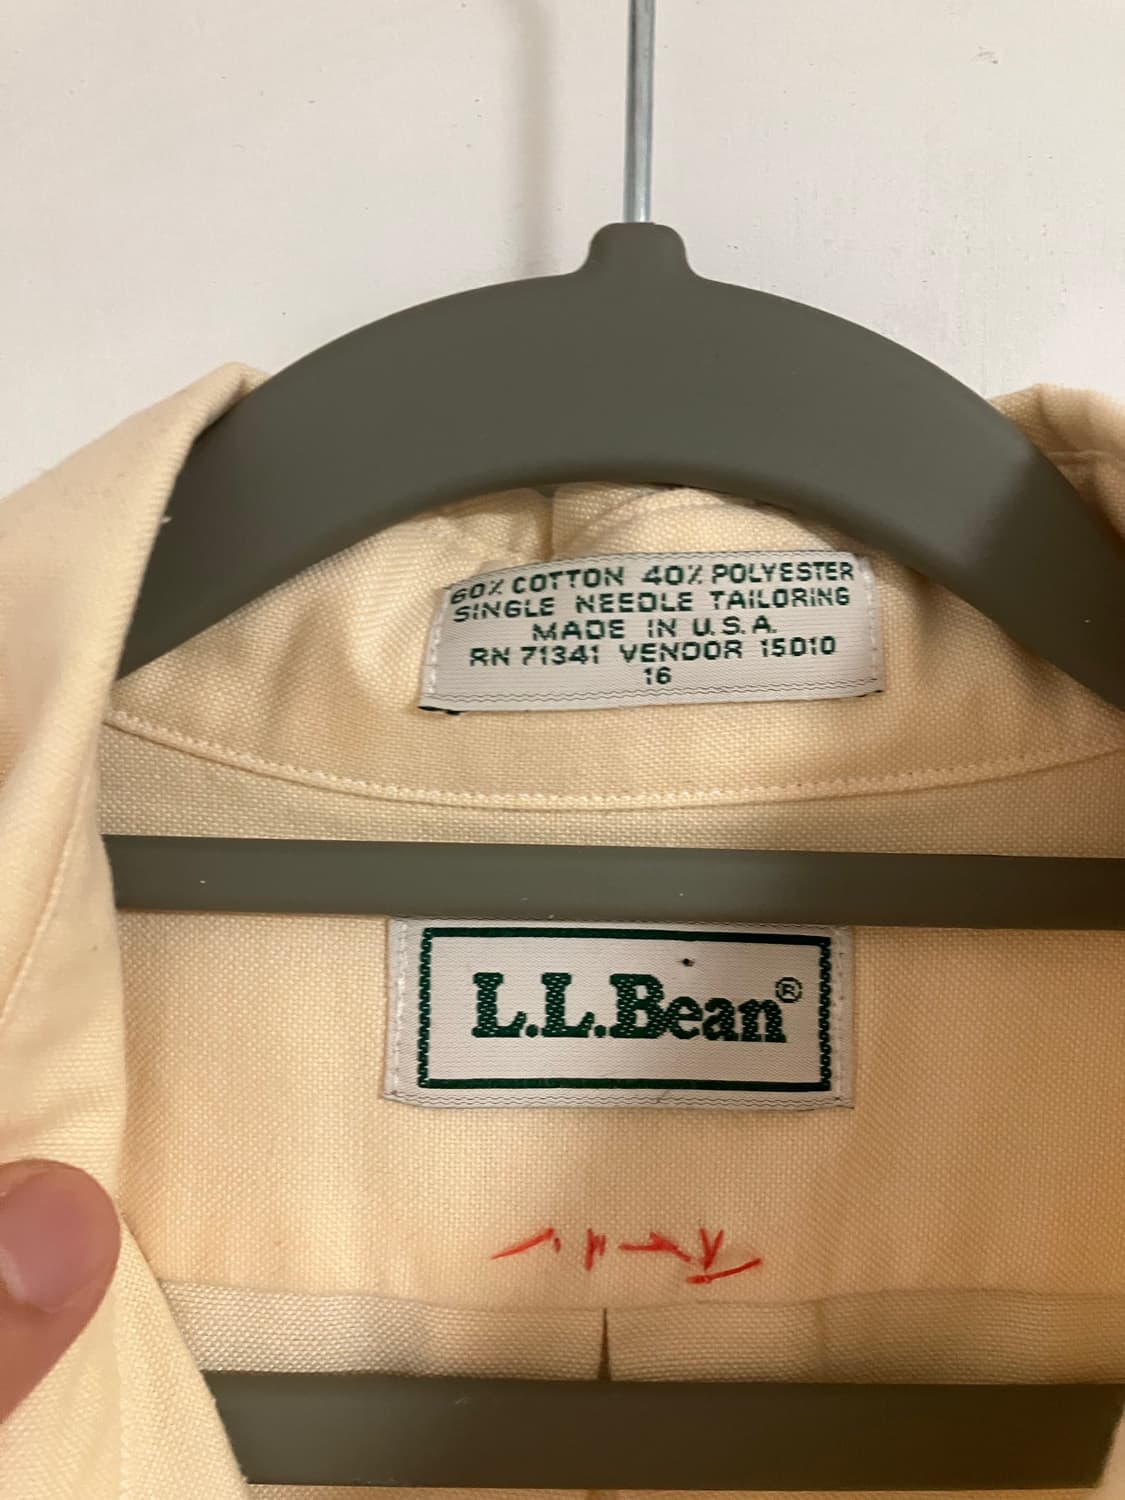 60% COTTON 40% POLYESTER
SINGLE NEEDLE TAILORING
MADE IN U.S.A.
RN 71341 VENDOR 15010
16
L.L.Bean®